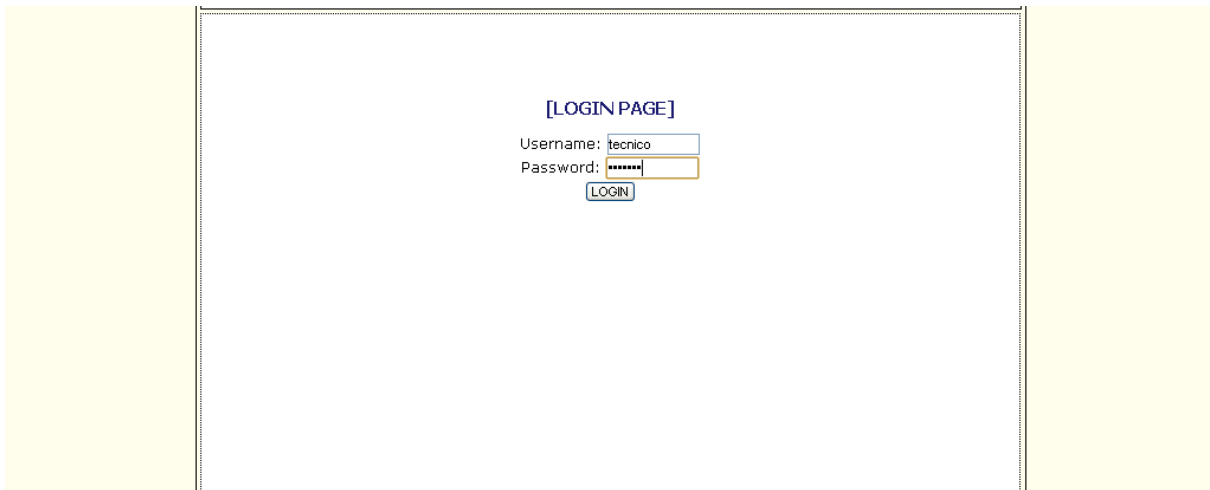 [LOGIN PAGE]
Username: tecnico
Password: •••••••
LOGIN